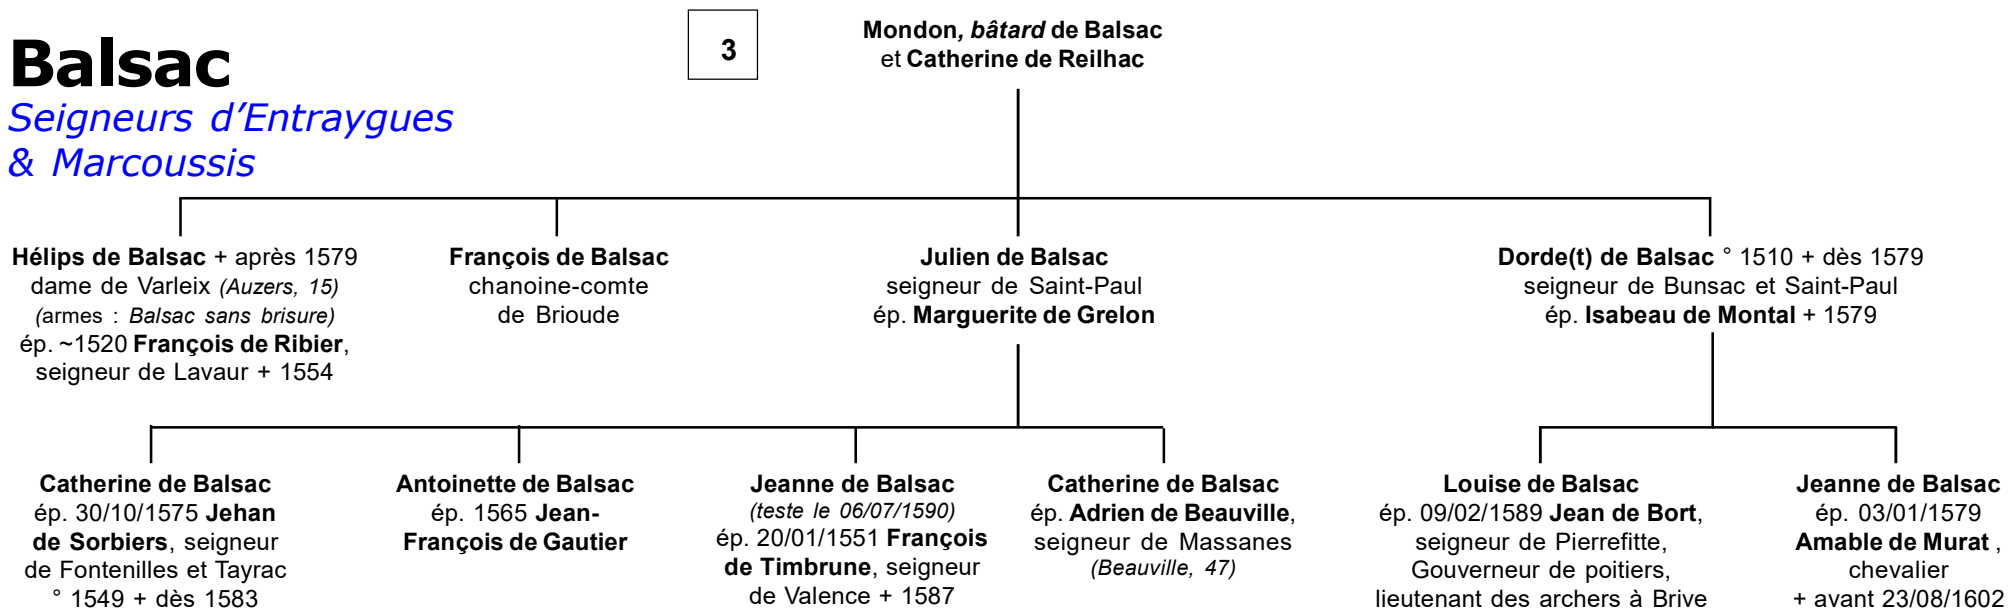 Balsac
Seigneurs d'Entraygues
& Marcoussis
3
Mondon, bâtard de Balsac
et Catherine de Reilhac
Hélips de Balsac + après 1579
dame de Varleix (Auzers, 15)
(armes : Balsac sans brisure)
ép. ~1520 François de Ribier,
seigneur de Lavaur + 1554
François de Balsac
chanoine-comte
de Brioude
Julien de Balsac
seigneur de Saint-Paul
ép. Marguerite de Grelon
Dorde(t) de Balsac ° 1510 + dès 1579
seigneur de Bunsac et Saint-Paul
ép. Isabeau de Montal + 1579
Catherine de Balsac
ép. 30/10/1575 Jehan
de Sorbiers, seigneur
de Fontenilles et Tayrac
° 1549 + dès 1583
Antoinette de Balsac
ép. 1565 Jean-
François de Gautier
Jeanne de Balsac
(teste le 06/07/1590)
ép. 20/01/1551 François
de Timbrune, seigneur
de Valence + 1587
Catherine de Balsac
ép. Adrien de Beauville,
seigneur de Massanes
(Beauville, 47)
Louise de Balsac
ép. 09/02/1589 Jean de Bort,
seigneur de Pierrefitte,
Gouverneur de poitiers,
lieutenant des archers à Brive
Jeanne de Balsac
ép. 03/01/1579
Amable de Murat ,
chevalier
+ avant 23/08/1602